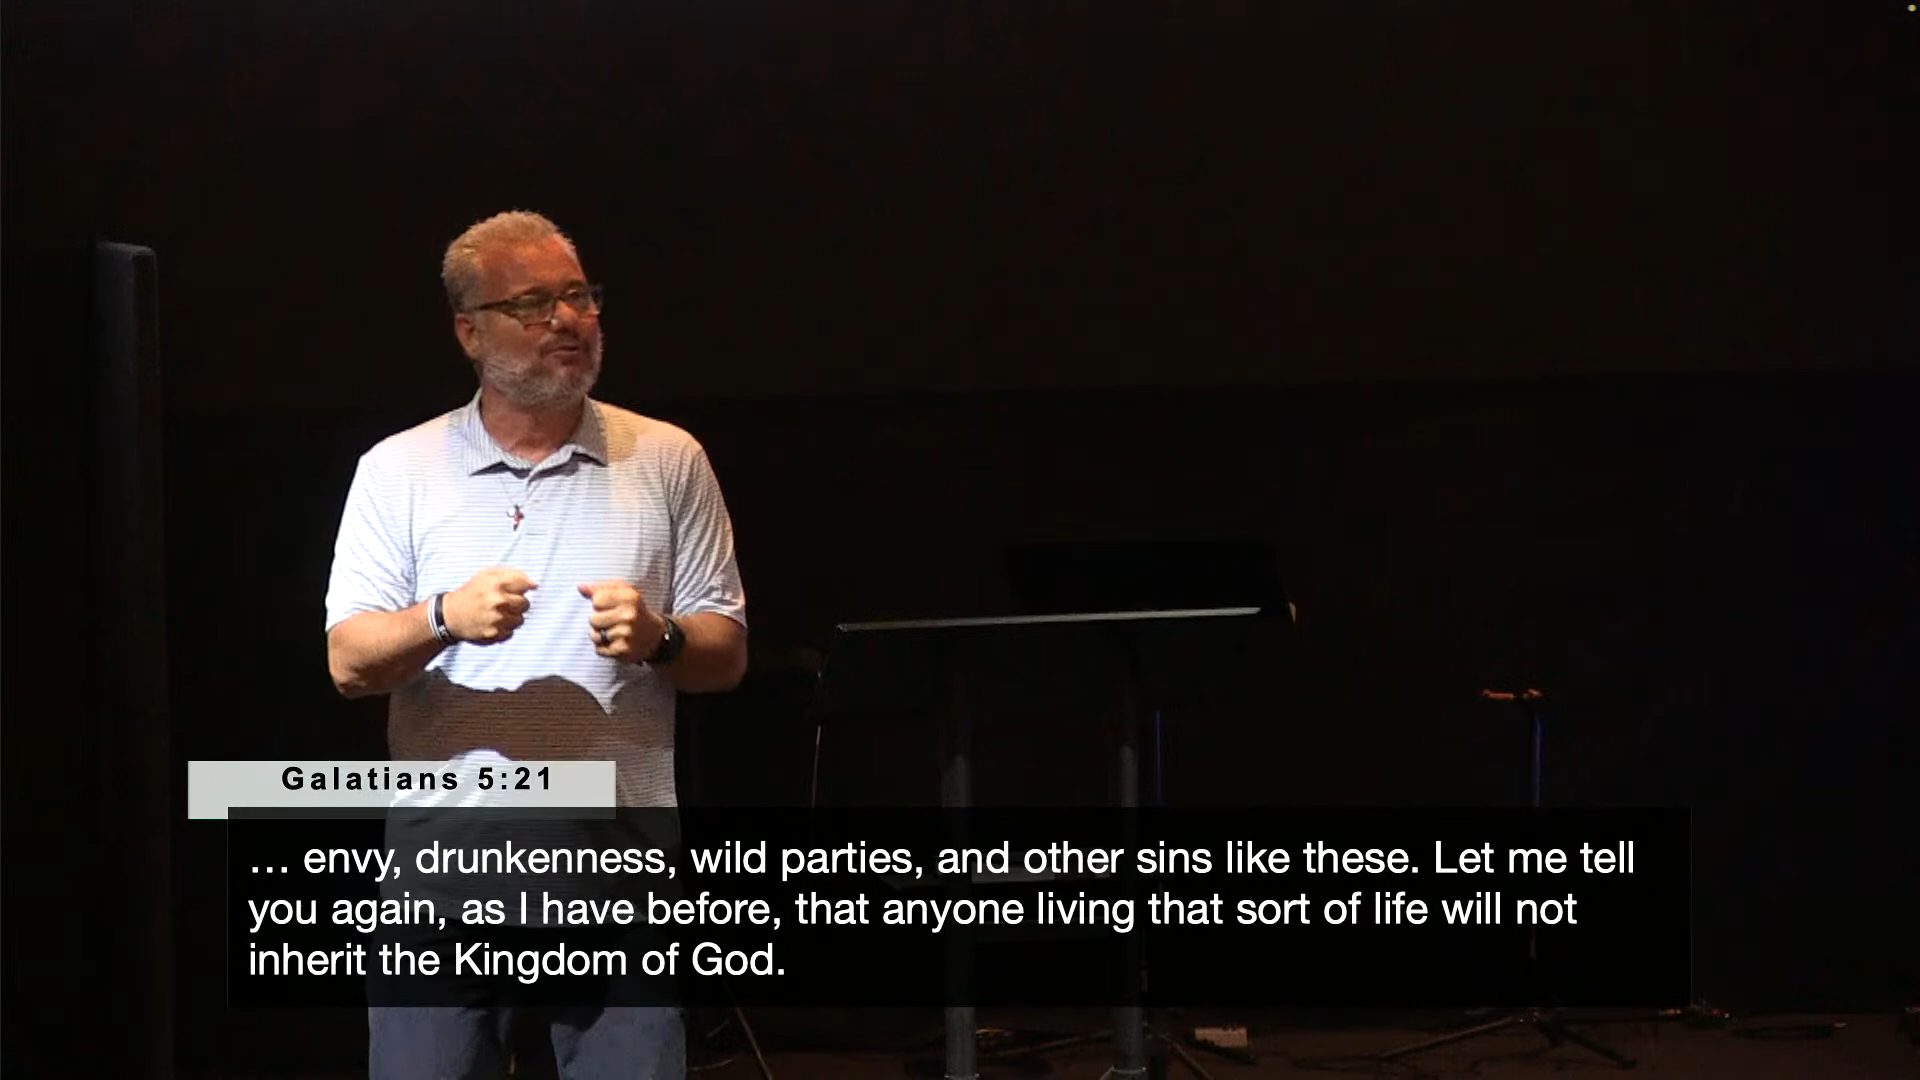 Galatians 5:21
… envy, drunkenness, wild parties, and other sins like these. Let me tell
you again, as I have before, that anyone living that sort of life will not
inherit the Kingdom of God.